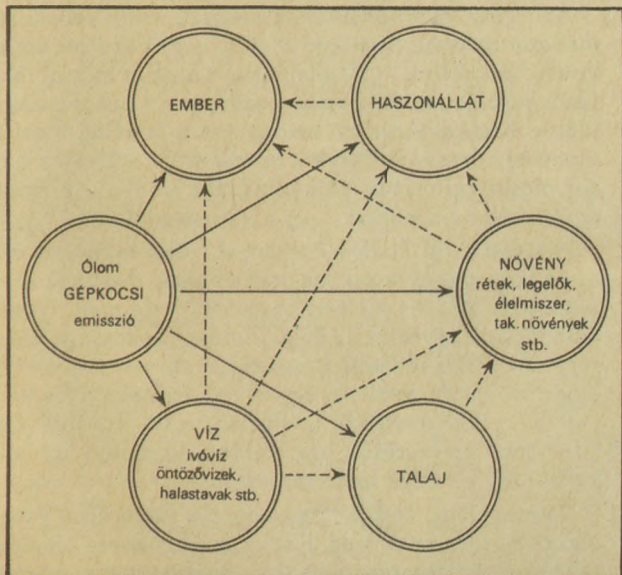 EMBER
HASZONÁLLAT
Ólom
GÉPKOCSI
emisszió
NÖVÉNY
rétek, legelők,
élelmiszer,
tak. növények
stb.
VÍZ
ivóvíz
öntözővizek,
halastavak stb.
TALAJ